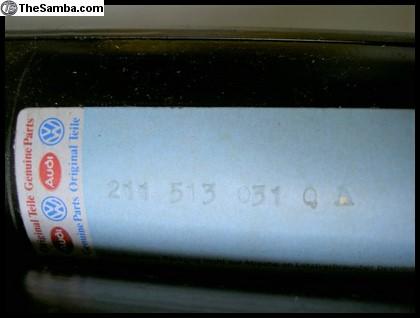 TheSamba.com
Original Teile Genuine Parts
Audi
Genuine Parts Original Teile
Audi
211 513 031 Q A